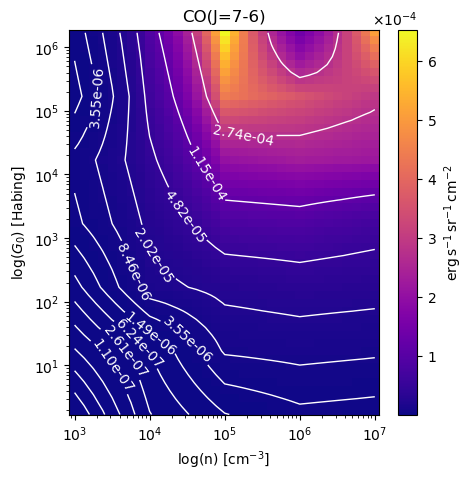 CO(J=7-6)
×10⁻⁴
10⁶
10⁵
10⁴
10³
10²
10¹
log(G₀) [Habing]
3.55e-06
2.74e-04
1.15e-04
4.82e-05
2.02e-05
8.46e-06
3.55e-06
1.49e-06
6.24e-07
2.61e-07
1.10e-07
10³
10⁴
10⁵
10⁶
10⁷
log(n) [cm⁻³]
6
5
4
3
2
1
erg s⁻¹ sr⁻¹ cm⁻²